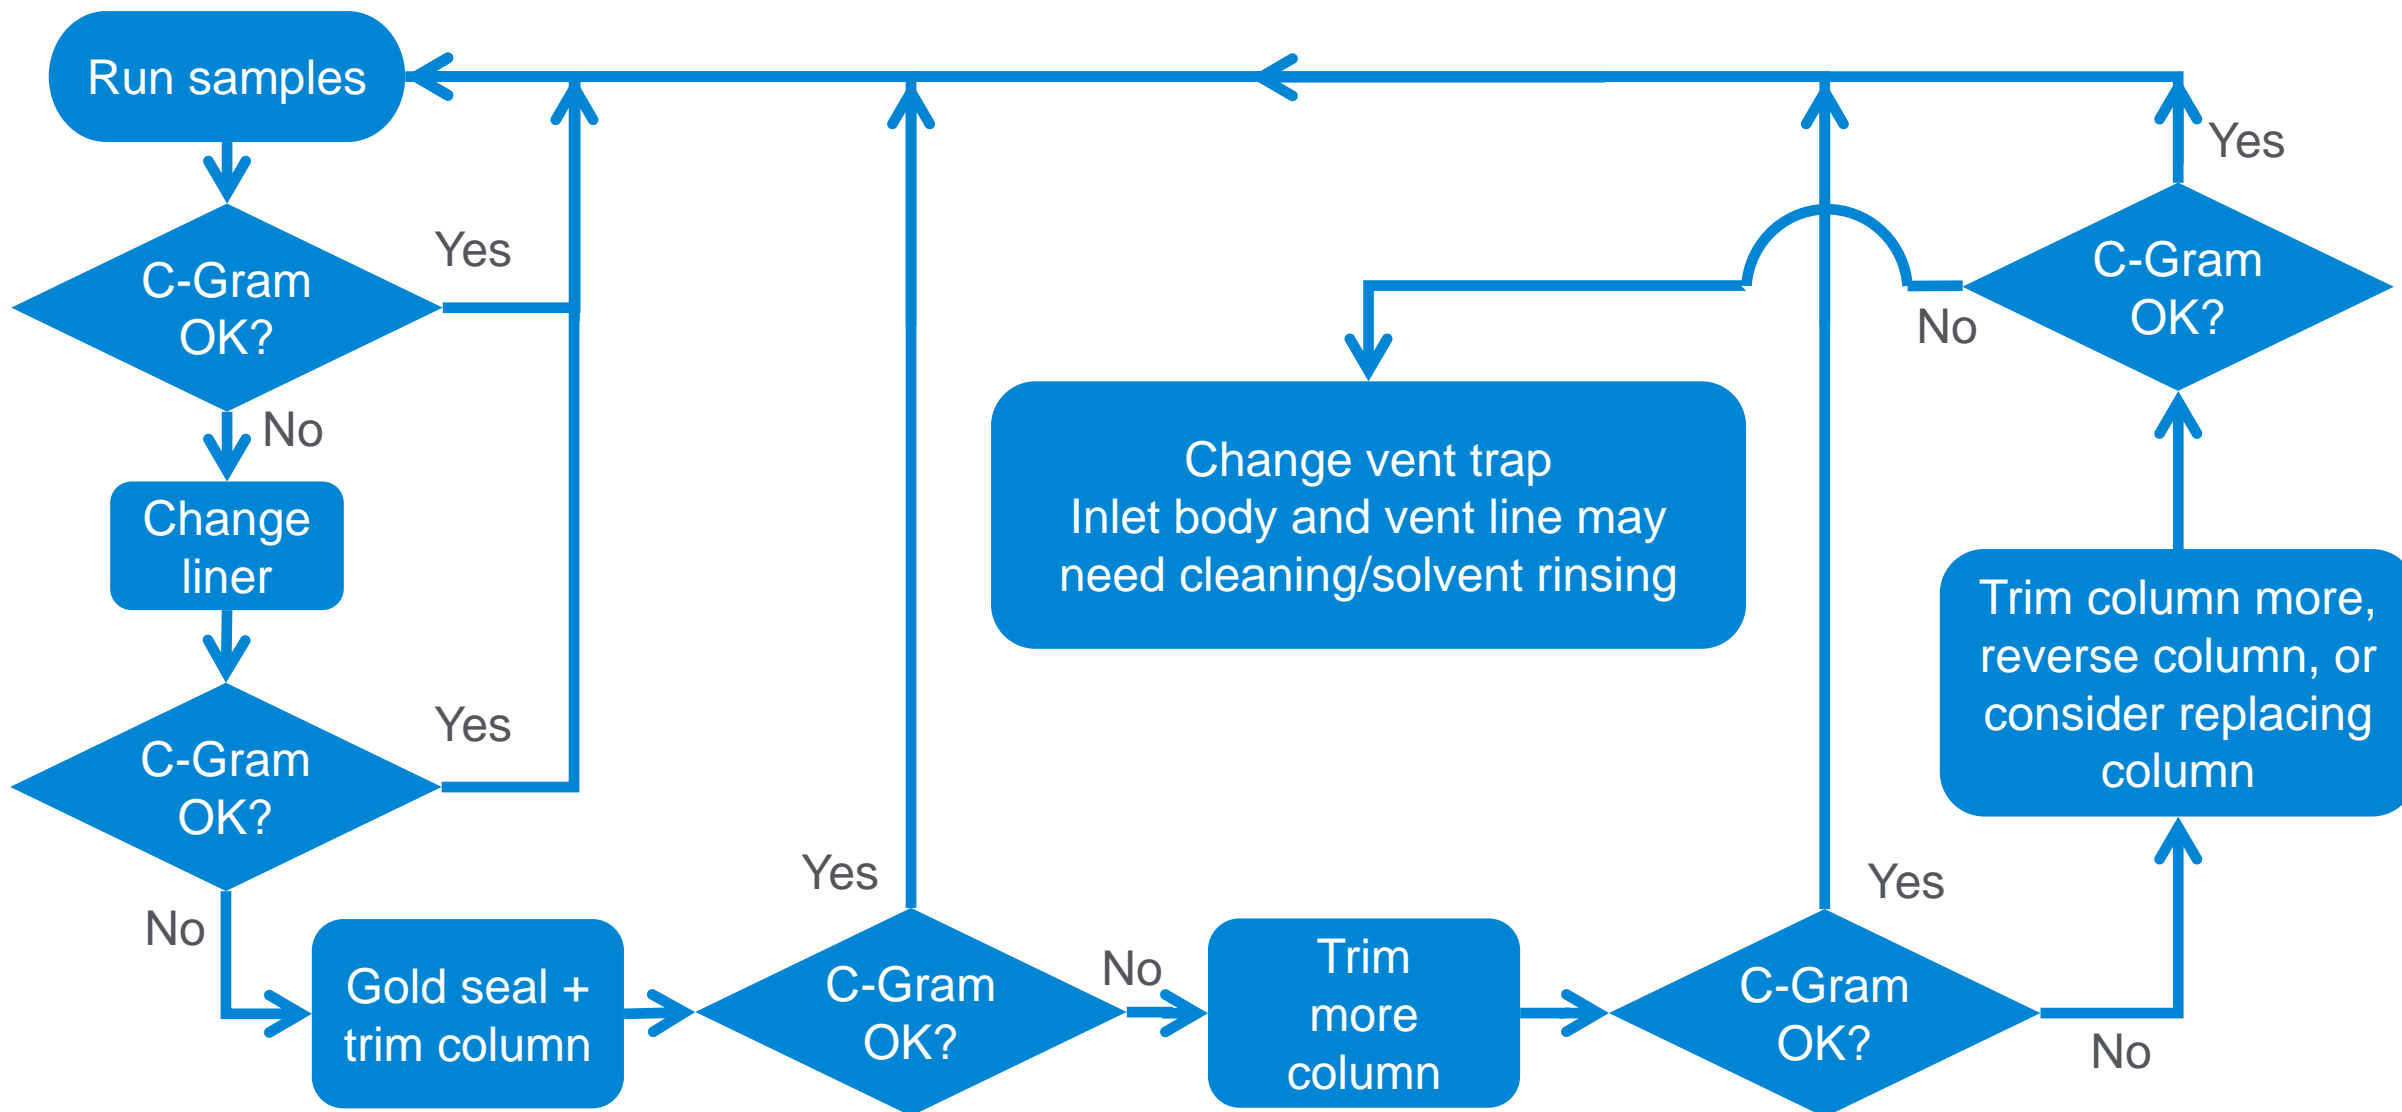 Run samples
C-Gram
OK?
Yes
No
Change
liner
C-Gram
OK?
Yes
No
Gold seal +
trim column
C-Gram
OK?
Yes
No
Trim
more
column
C-Gram
OK?
Yes
No
Trim column more,
reverse column, or
consider replacing
column
C-Gram
OK?
Yes
No
Change vent trap
Inlet body and vent line may
need cleaning/solvent rinsing